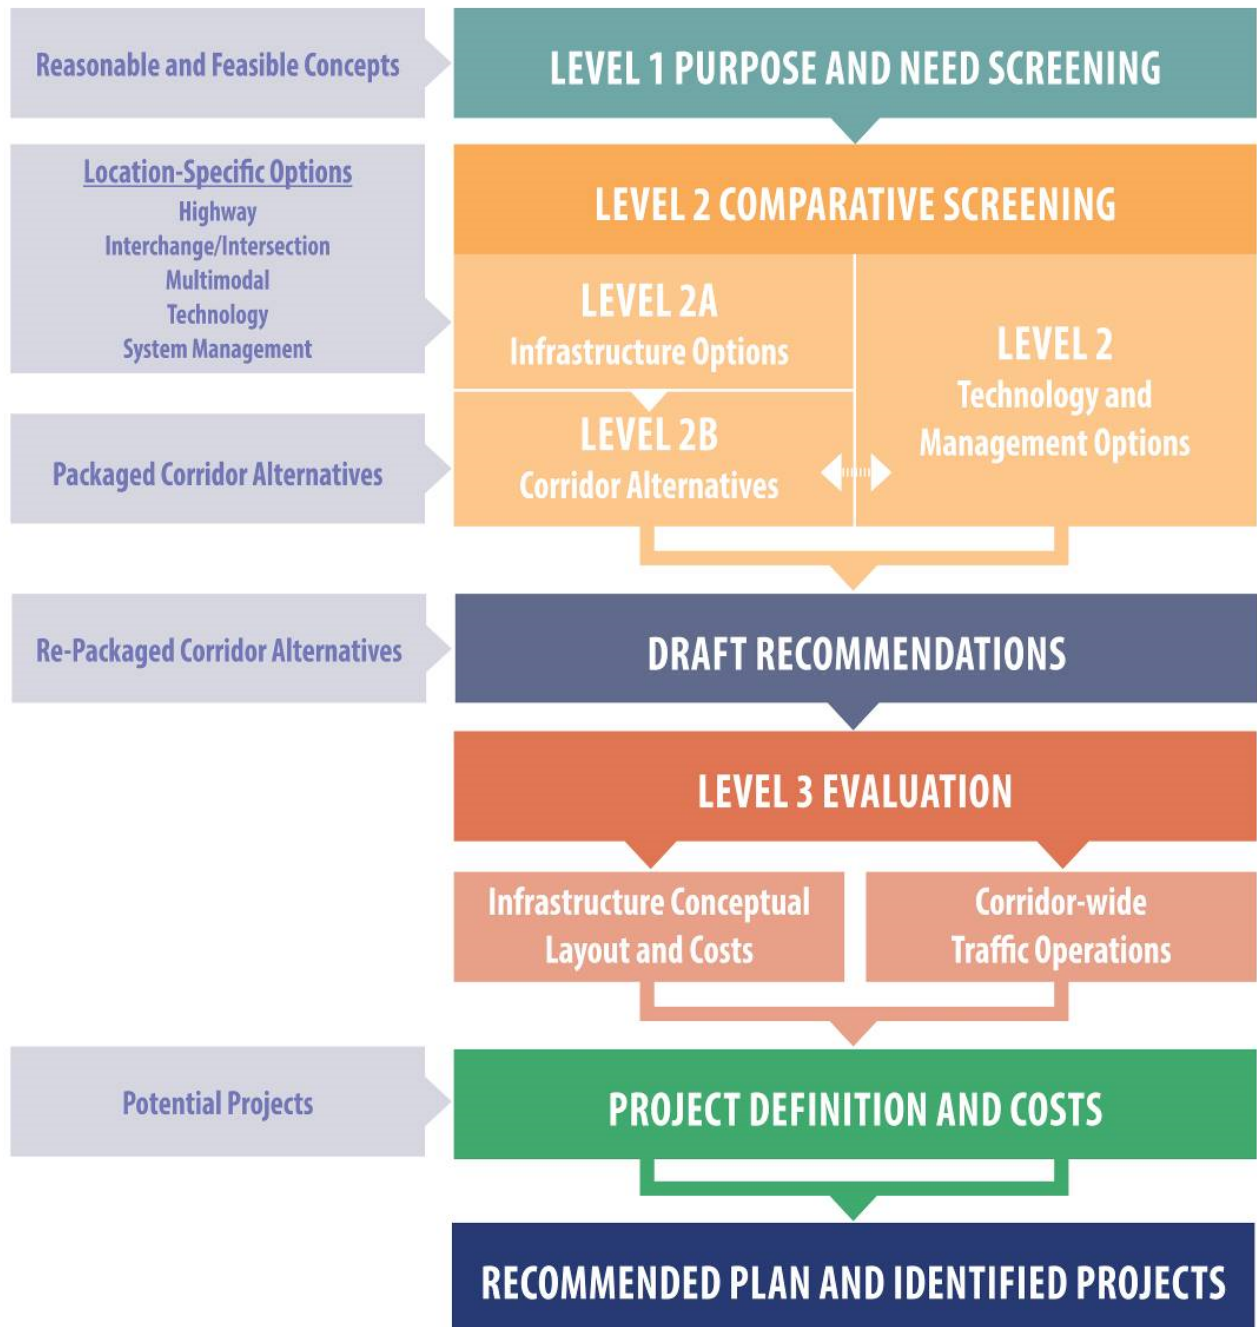 Reasonable and Feasible Concepts
LEVEL 1 PURPOSE AND NEED SCREENING
Location-Specific Options
Highway
Interchange/Intersection
Multimodal
Technology
System Management
LEVEL 2 COMPARATIVE SCREENING
LEVEL 2A
Infrastructure Options
LEVEL 2
Technology and
Management Options
Packaged Corridor Alternatives
LEVEL 2B
Corridor Alternatives
Re-Packaged Corridor Alternatives
DRAFT RECOMMENDATIONS
LEVEL 3 EVALUATION
Infrastructure Conceptual
Layout and Costs
Corridor-wide
Traffic Operations
Potential Projects
PROJECT DEFINITION AND COSTS
RECOMMENDED PLAN AND IDENTIFIED PROJECTS